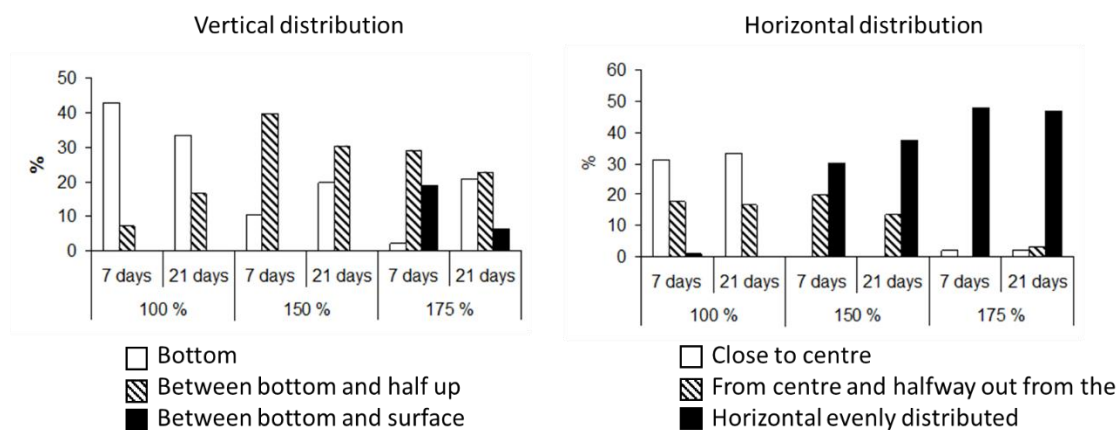 Vertical distribution
50
40
30
20
10
0
%
7 days 21 days 7 days 21 days 7 days 21 days
100 % 150 % 175 %
Bottom
Between bottom and half up
Between bottom and surface
Horizontal distribution
60
50
40
30
20
10
0
%
7 days 21 days 7 days 21 days 7 days 21 days
100 % 150 % 175 %
Close to centre
From centre and halfway out from the
Horizontal evenly distributed